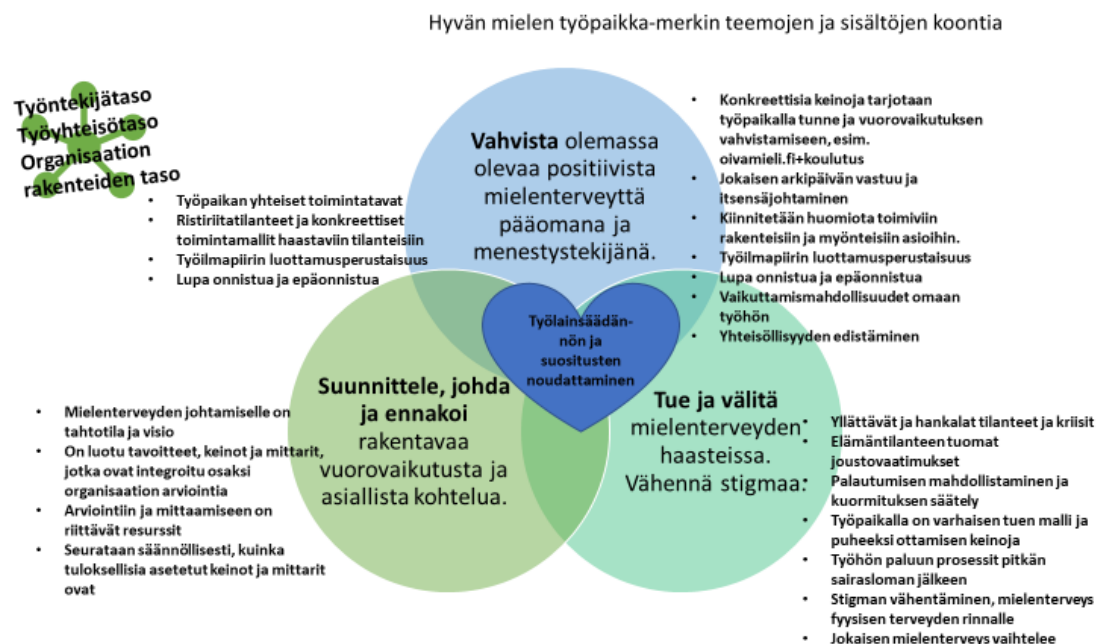 Hyvän mielen työpaikka-merkin teemojen ja sisältöjen koontia
Työntekijätaso
Työyhteisötaso
Organisaation
rakenteiden taso
• Työpaikan yhteiset toimintatavat
• Ristiriitatilanteet ja konkreettiset
toimintamallit haastaviin tilanteisiin
• Työilmapiirin luottamusperustaisuus
• Lupa onnistua ja epäonnistua
Vahvista olemassa
olevaa positiivista
mielenterveyttä
pääomana ja
menestystekijänä.
• Konkreettisia keinoja tarjotaan
työpaikalla tunne ja vuorovaikutuksen
vahvistamiseen, esim.
oivamieli.fi+koulutus
• Jokaisen arkipäivän vastuu ja
itsensäjohtaminen
• Kiinnitetään huomiota toimiviin
rakenteisiin ja myönteisiin asioihin.
• Työilmapiirin luottamusperustaisuus
• Lupa onnistua ja epäonnistua
• Vaikuttamismahdollisuudet omaan
työhön
• Yhteisöllisyyden edistäminen
Työlainsäädän-
nön ja
suositusten
noudattaminen
• Mielenterveyden johtamiselle on
tahtotila ja visio
• On luotu tavoitteet, keinot ja mittarit,
jotka ovat integroitu osaksi
organisaation arviointia
• Arviointiin ja mittaamiseen on
riittävät resurssit
• Seurataan säännöllisesti, kuinka
tuloksellisia asetetut keinot ja mittarit
ovat
Suunnittele, johda
ja ennakoi
rakentavaa
vuorovaikutusta ja
asiallista kohtelua.
Tue ja välitä
mielenterveyden
haasteissa.
Vähennä stigmaa.
• Yllättävät ja hankalat tilanteet ja kriisit
• Elämäntilanteen tuomat
joustovaatimukset
• Palautumisen mahdollistaminen ja
kuormituksen säätely
• Työpaikalla on varhaisen tuen malli ja
puheeksi ottamisen keinoja
• Työhön paluun prosessit pitkän
sairasloman jälkeen
• Stigman vähentäminen, mielenterveys
fyysisen terveyden rinnalle
• Jokaisen mielenterveys vaihtelee